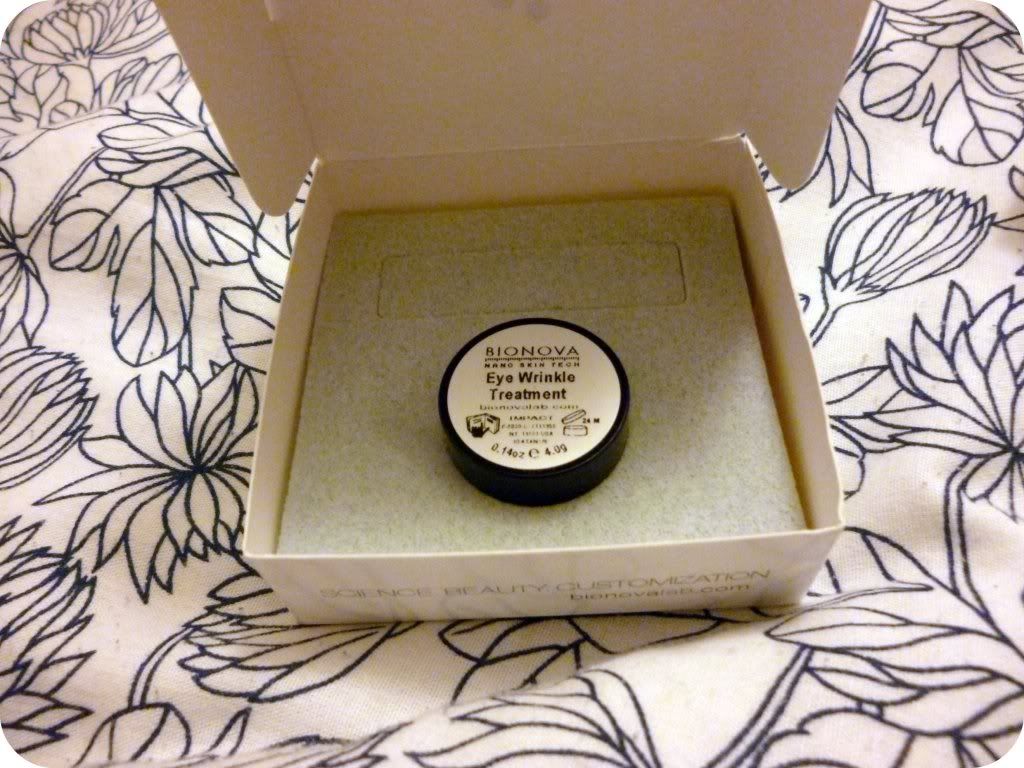 BIONOVA
NANO SKIN TECH
Eye Wrinkle
Treatment
bionovalab.com
IMPACT
24 M
0.14oz ℮ 4.0g
SCIENCE BEAUTY CUSTOMIZATION
bionovalab.com